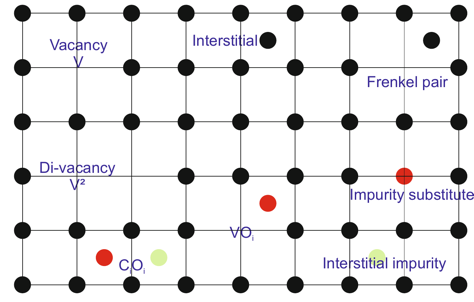 Vacancy
V
Interstitial
Frenkel pair
Di-vacancy
V²
Impurity substitute
VOᵢ
CᵢOᵢ
Interstitial impurity